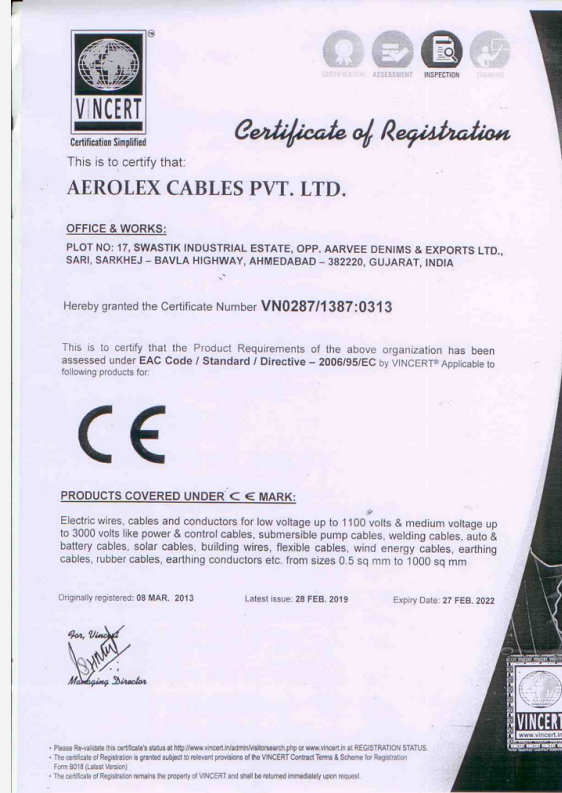 VINCERT
TM
Certification Simplified
CERTIFICATION ASSESSMENT INSPECTION TRAINING
Certificate of Registration
This is to certify that:
AEROLEX CABLES PVT. LTD.
OFFICE & WORKS:
PLOT NO: 17, SWASTIK INDUSTRIAL ESTATE, OPP. AARVEE DENIMS & EXPORTS LTD.,
SARI, SARKHEJ – BAVLA HIGHWAY, AHMEDABAD – 382220, GUJARAT, INDIA
Hereby granted the Certificate Number VN0287/1387:0313
This is to certify that the Product Requirements of the above organization has been
assessed under EAC Code / Standard / Directive – 2006/95/EC by VINCERT® Applicable to
following products for:
CE
PRODUCTS COVERED UNDER C E MARK:
Electric wires, cables and conductors for low voltage up to 1100 volts & medium voltage up
to 3000 volts like power & control cables, submersible pump cables, welding cables, auto &
battery cables, solar cables, building wires, flexible cables, wind energy cables, earthing
cables, rubber cables, earthing conductors etc. from sizes 0.5 sq mm to 1000 sq mm
Originally registered: 08 MAR. 2013 Latest issue: 28 FEB. 2019 Expiry Date: 27 FEB. 2022
For, Vincert
Managing Director
VINCERT
www.vincert.in
• Please Re-validate this certificate's status at http://www.vincert.in/admin/visitorsearch.php or www.vincert.in at REGISTRATION STATUS.
• The certificate of Registration is granted subject to relevant provisions of the VINCERT Contract Terms & Scheme for Registration
Form B018 (Latest Version)
• The certificate of Registration remains the property of VINCERT and shall be returned immediately upon request.